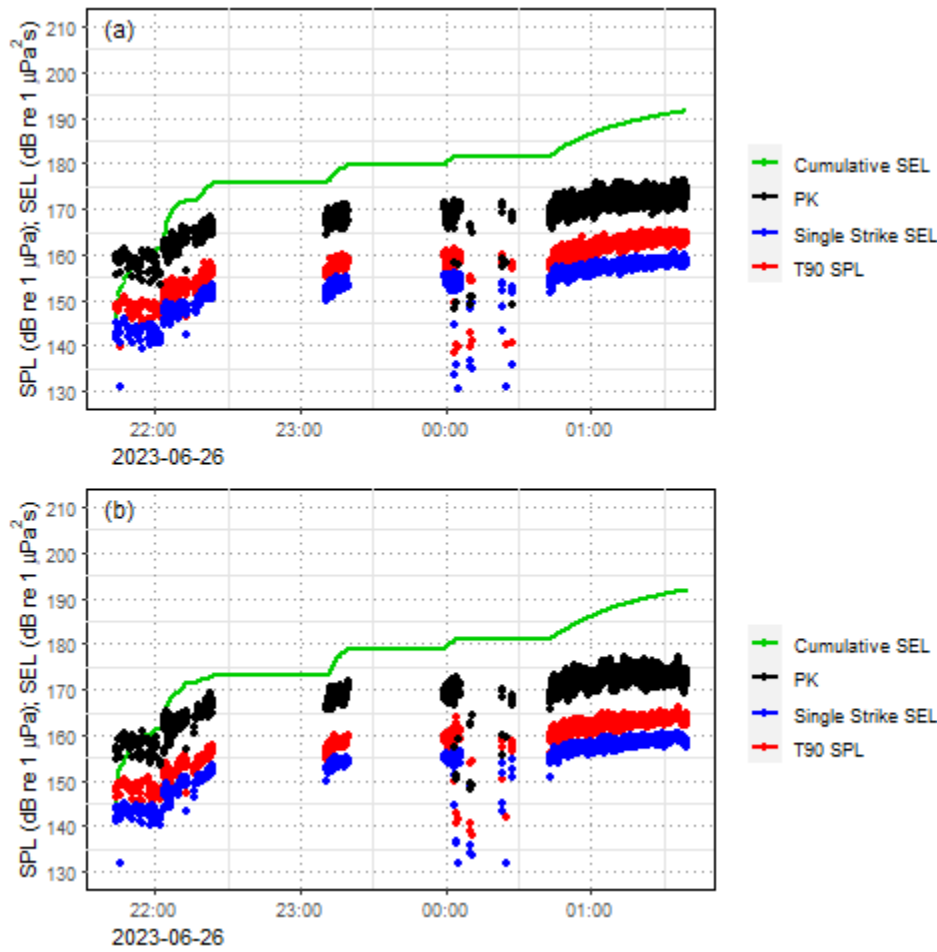 (a)
SPL (dB re 1 µPa); SEL (dB re 1 µPa²s)
210
200
190
180
170
160
150
140
130
22:00
23:00
00:00
01:00
2023-06-26
Cumulative SEL
PK
Single Strike SEL
T90 SPL
(b)
SPL (dB re 1 µPa); SEL (dB re 1 µPa²s)
210
200
190
180
170
160
150
140
130
22:00
23:00
00:00
01:00
2023-06-26
Cumulative SEL
PK
Single Strike SEL
T90 SPL